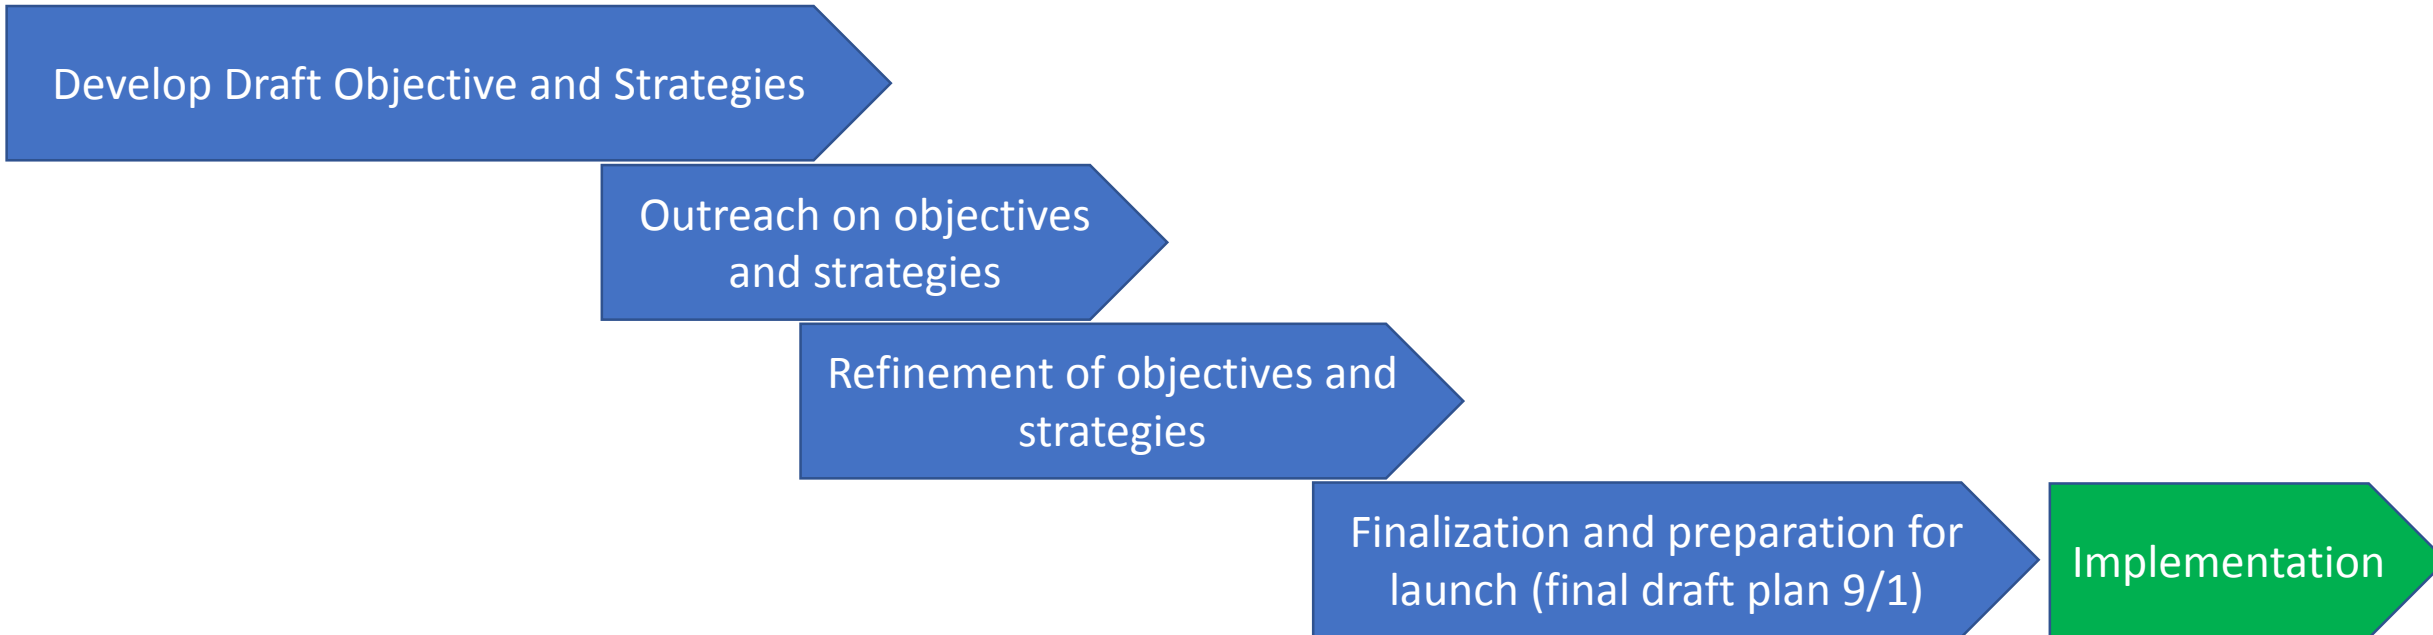 Develop Draft Objective and Strategies
Outreach on objectives
and strategies
Refinement of objectives and
strategies
Finalization and preparation for
launch (final draft plan 9/1)
Implementation